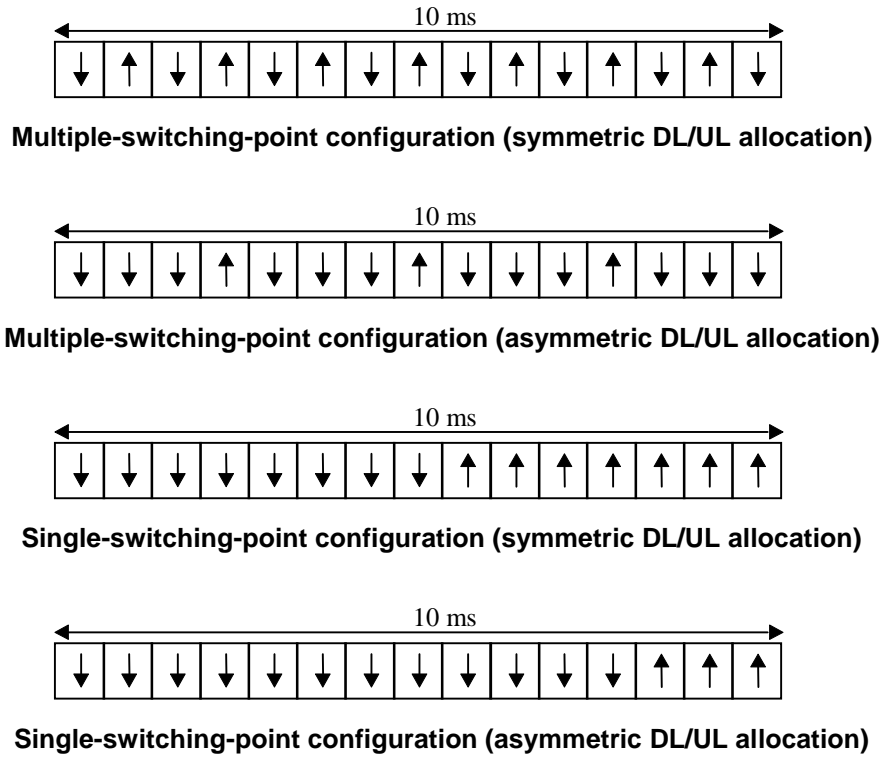 10 ms
Multiple-switching-point configuration (symmetric DL/UL allocation)
10 ms
Multiple-switching-point configuration (asymmetric DL/UL allocation)
10 ms
Single-switching-point configuration (symmetric DL/UL allocation)
10 ms
Single-switching-point configuration (asymmetric DL/UL allocation)